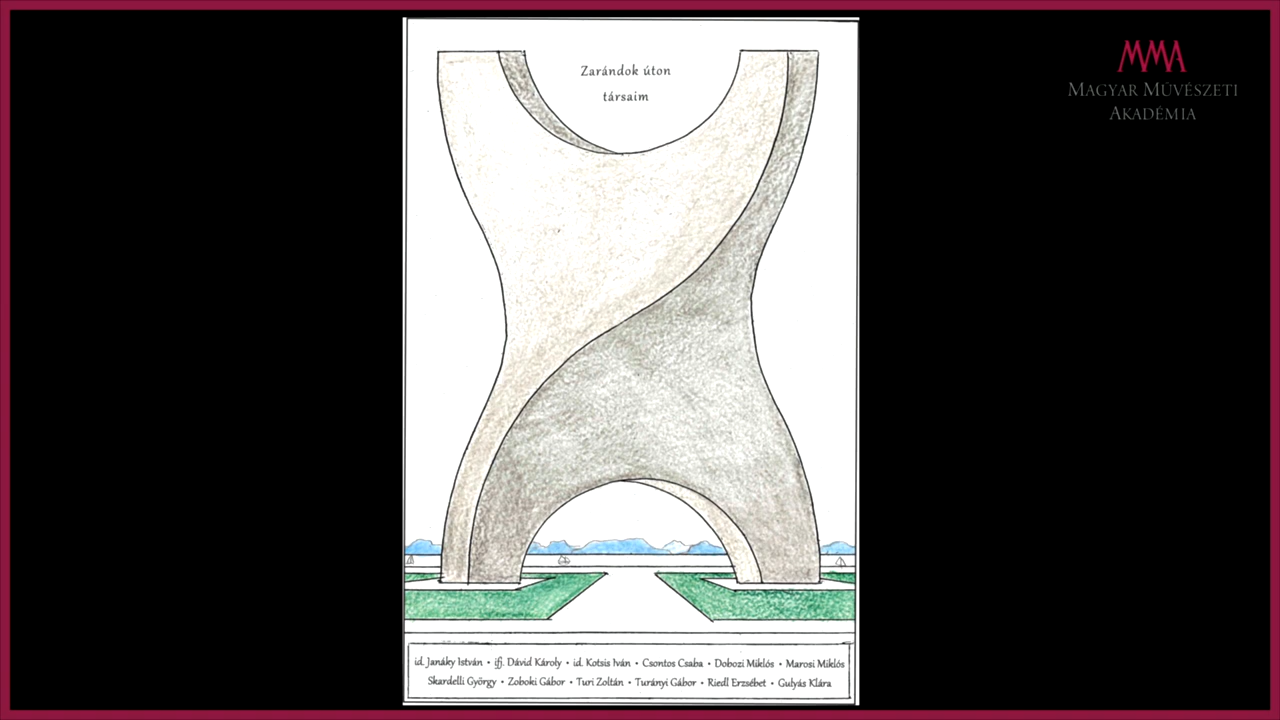 Zarándok úton
társaim
MAGYAR MŰVÉSZETI
AKADÉMIA
id. Janáky István • ifj. Dávid Károly • id. Kotsis Iván • Csontos Csaba • Dobozi Miklós • Marosi Miklós
Skardelli György • Zoboki Gábor • Turi Zoltán • Turányi Gábor • Riedl Erzsébet • Gulyás Klára